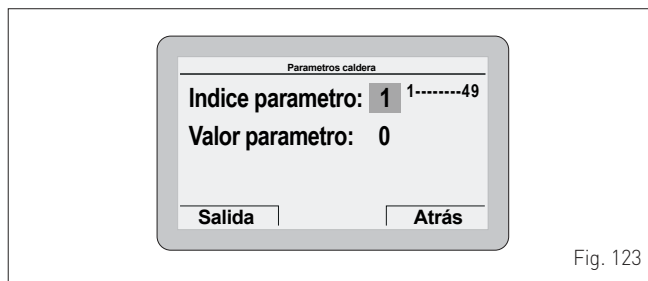 Parametros caldera
Indice parametro: 1 1--------49
Valor parametro: 0
Salida Atrás
Fig. 123